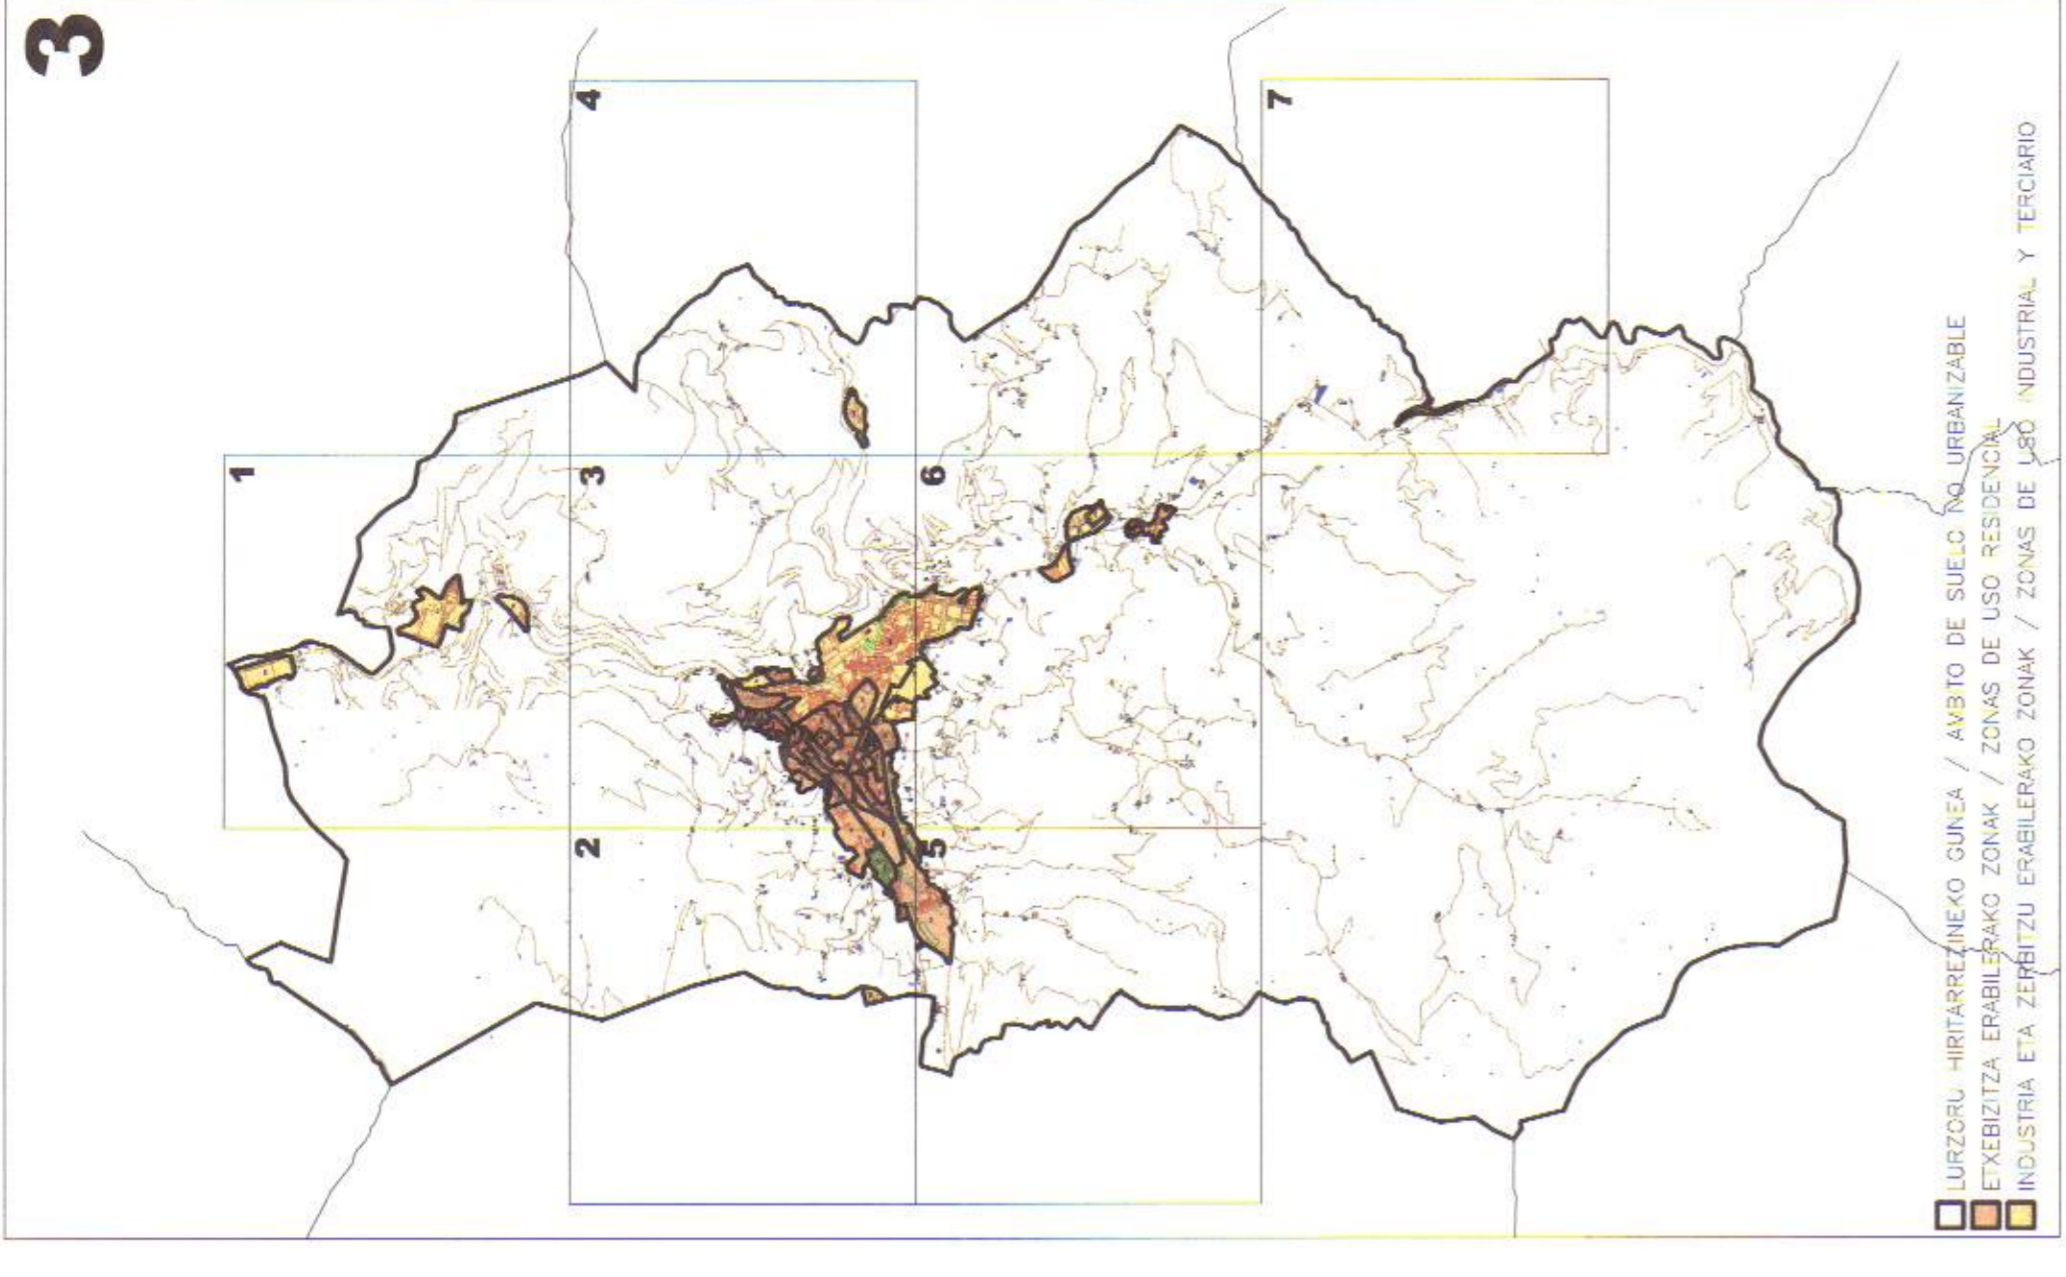 3
1
2
3
4
5
6
7
LURZORU HIRITARREZINEKO GUNEA / AMBITO DE SUELO NO URBANIZABLE
ETXEBIZITZA ERABILERAKO ZONAK / ZONAS DE USO RESIDENCIAL
INDUSTRIA ETA ZERBITZU ERABILERAKO ZONAK / ZONAS DE USO INDUSTRIAL Y TERCIARIO